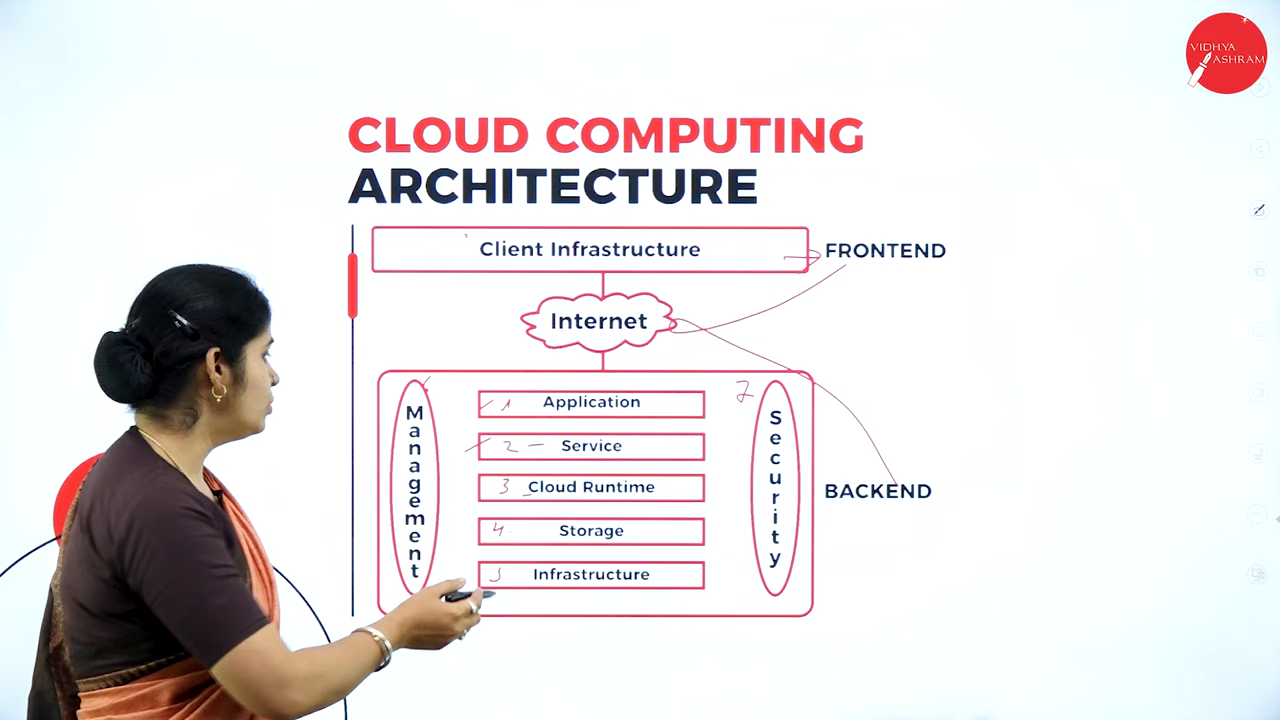 VIDHYA
ASHRAM
CLOUD COMPUTING
ARCHITECTURE
Client Infrastructure
FRONTEND
Internet
Management
1 Application
2 – Service
3 Cloud Runtime
4. Storage
5 Infrastructure
7
Security
BACKEND